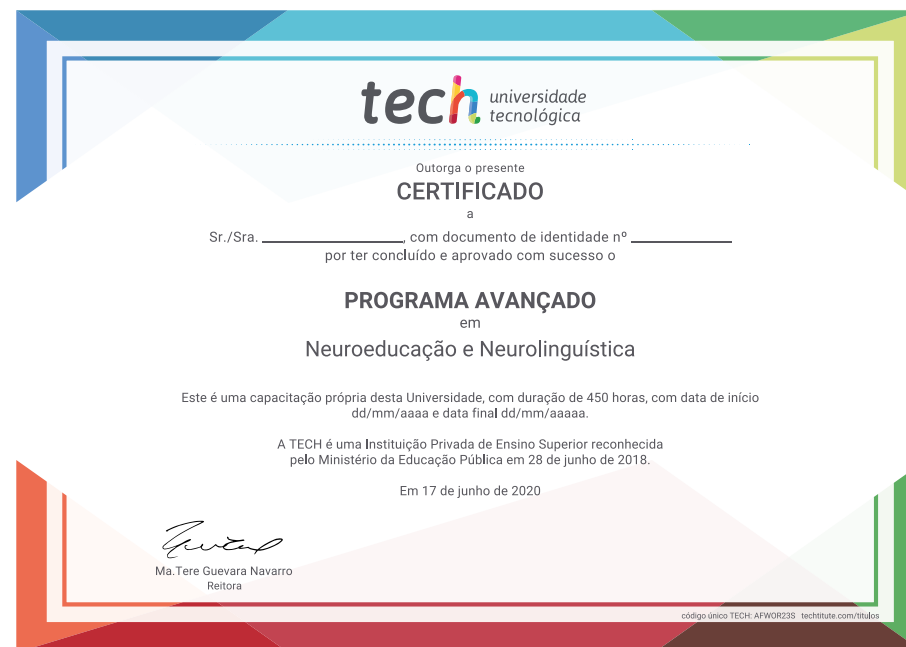 tech universidade
tecnológica
Outorga o presente
CERTIFICADO
a
Sr./Sra. ____________________, com documento de identidade nº ______________
por ter concluído e aprovado com sucesso o
PROGRAMA AVANÇADO
em
Neuroeducação e Neurolinguística
Este é uma capacitação própria desta Universidade, com duração de 450 horas, com data de início
dd/mm/aaaa e data final dd/mm/aaaaa.
A TECH é uma Instituição Privada de Ensino Superior reconhecida
pelo Ministério da Educação Pública em 28 de junho de 2018.
Em 17 de junho de 2020
Ma.Tere Guevara Navarro
Reitora
código único TECH: AFWOR23S techtitute.com/titulos